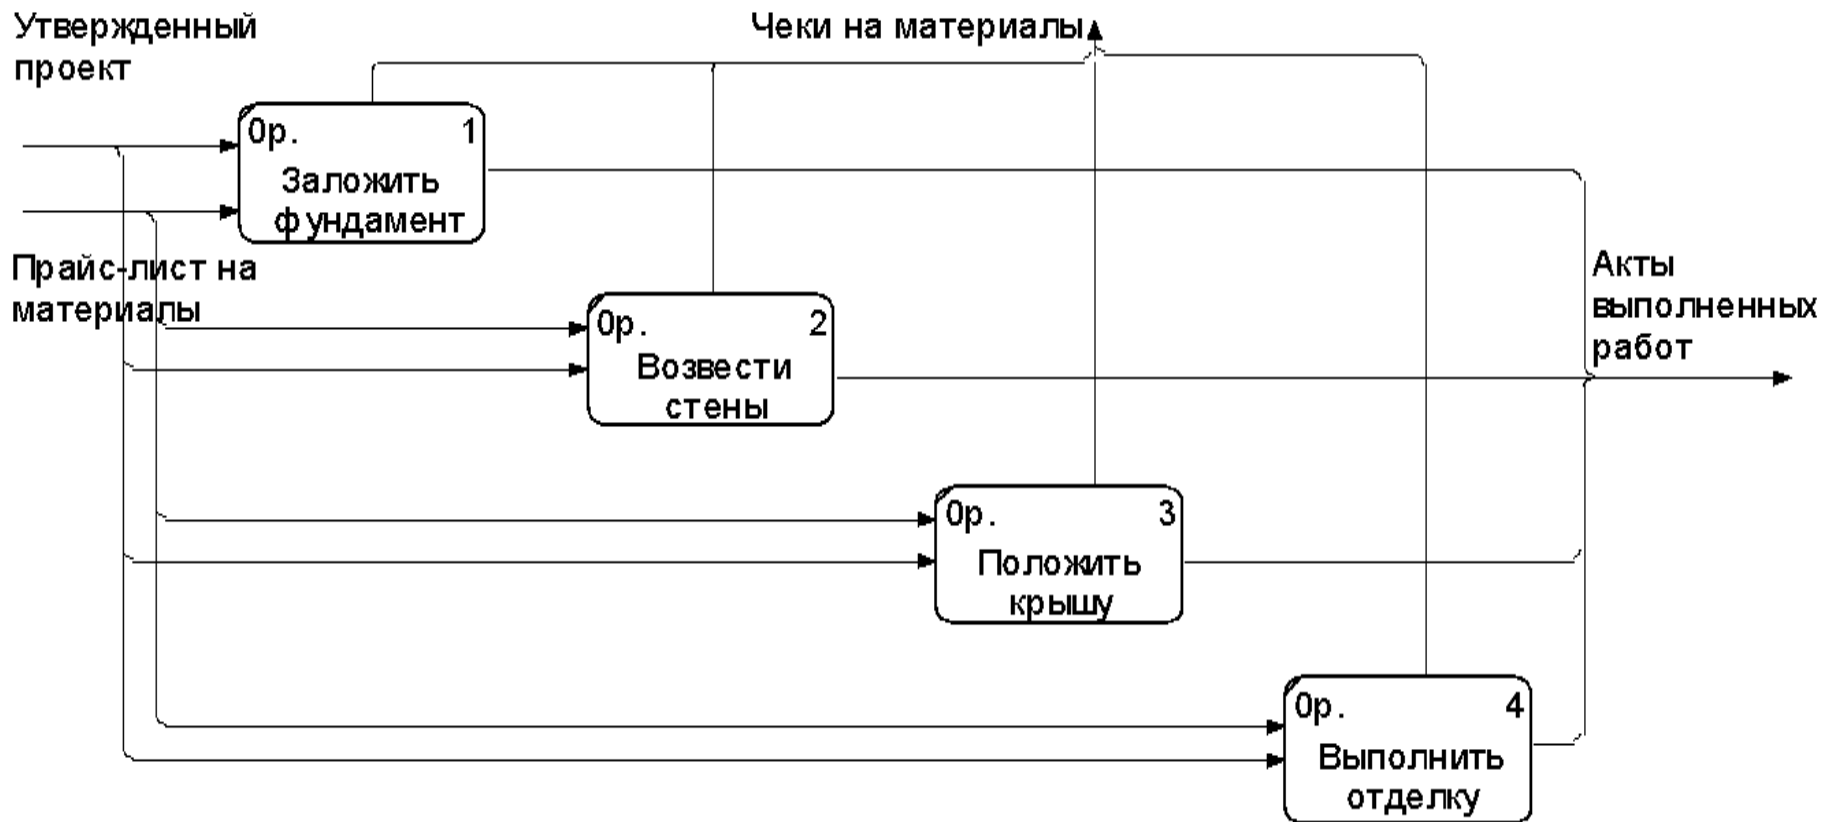 Утвержденный
проект
Чеки на материалы
0р. 1
Заложить
фундамент
Прайс-лист на
материалы
0р. 2
Возвести
стены
Акты
выполненных
работ
0р. 3
Положить
крышу
0р. 4
Выполнить
отделку